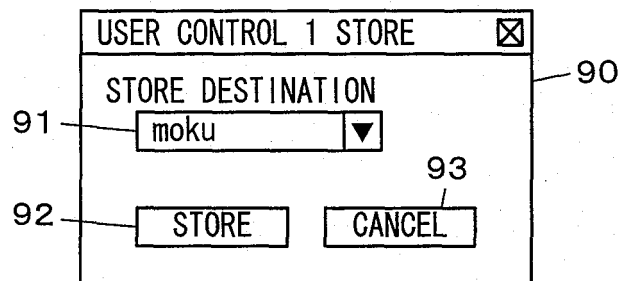 USER CONTROL 1 STORE
90
STORE DESTINATION
91
moku
93
92
STORE
CANCEL